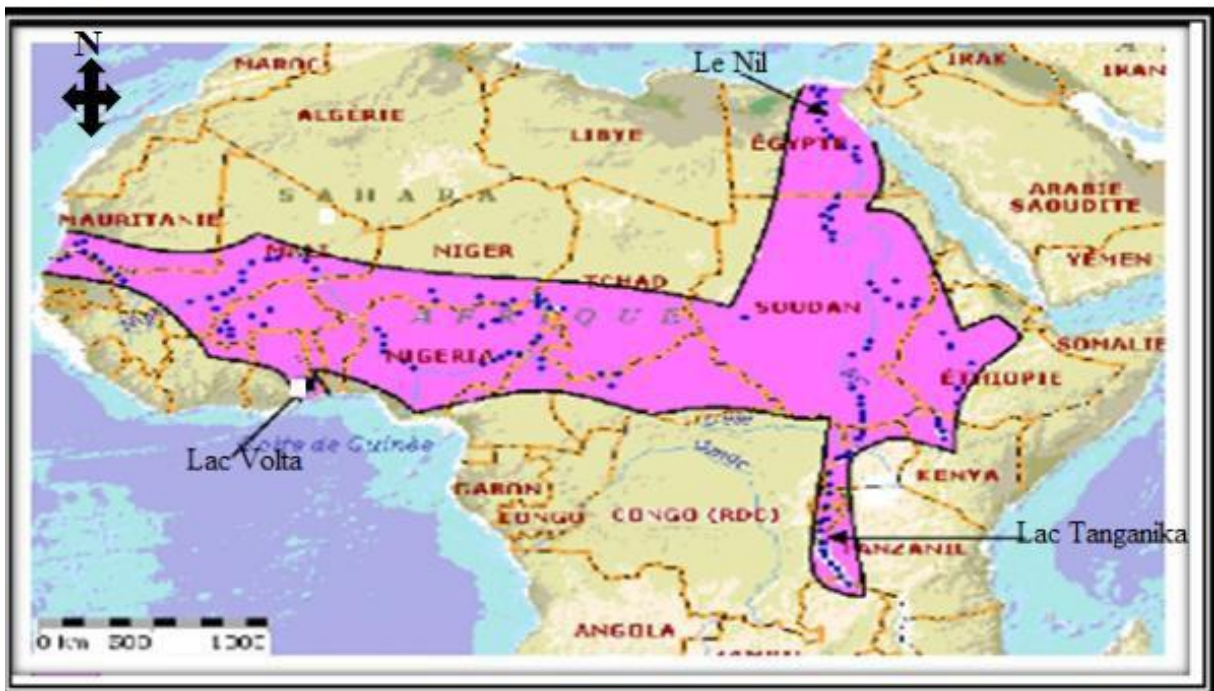 N
Le Nil
MAROC
IRAK
IRAN
ALGÉRIE
LIBYE
ÉGYPTE
SAHARA
ARABIE
SAOUDITE
MAURITANIE
MALI
NIGER
TCHAD
YÉMEN
SOUDAN
AFRIQUE
NIGERIA
SOMALIE
ÉTHIOPIE
Lac Volta
Golfe de Guinée
KENYA
GABON
CONGO
CONGO (RDC)
Lac Tanganika
TANZANIE
ANGOLA
0 km 500 1000